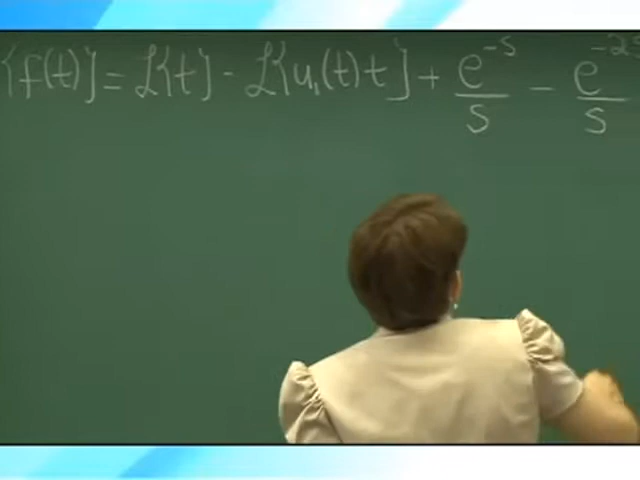 {f(t)} = ℒ{t} - ℒ{u₁(t)t} + e^{-s}/s - e^{-2s}/s